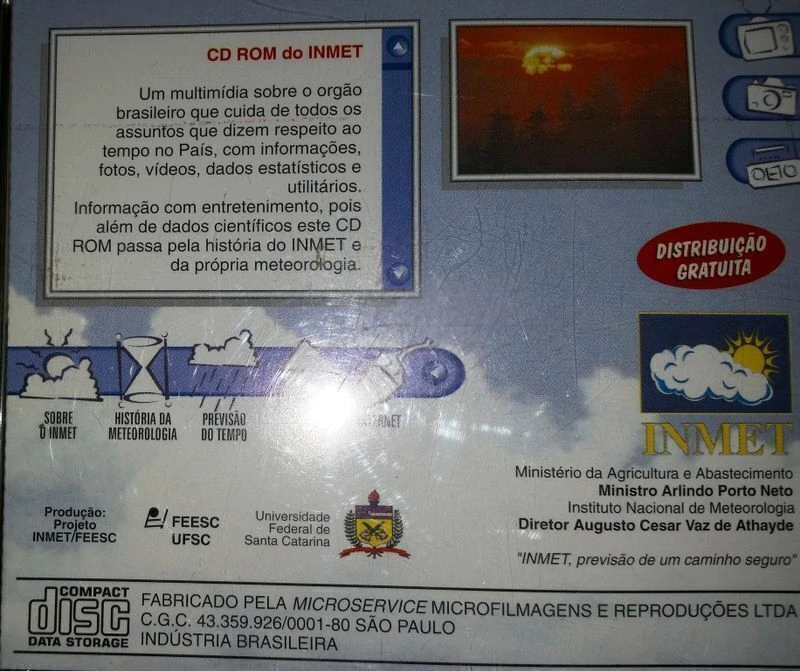 CD ROM do INMET
Um multimídia sobre o orgão
brasileiro que cuida de todos os
assuntos que dizem respeito ao
tempo no País, com informações,
fotos, vídeos, dados estatísticos e
utilitários.
Informação com entretenimento, pois
além de dados científicos este CD
ROM passa pela história do INMET e
da própria meteorologia.
DISTRIBUIÇÃO
GRATUITA
SOBRE
O INMET
HISTÓRIA DA
METEOROLOGIA
PREVISÃO
DO TEMPO
INMET
Ministério da Agricultura e Abastecimento
Ministro Arlindo Porto Neto
Instituto Nacional de Meteorologia
Diretor Augusto Cesar Vaz de Athayde
"INMET, previsão de um caminho seguro"
Produção:
Projeto
INMET/FEESC
FEESC
UFSC
Universidade
Federal de
Santa Catarina
COMPACT
disc
DATA STORAGE
FABRICADO PELA MICROSERVICE MICROFILMAGENS E REPRODUÇÕES LTDA
C.G.C. 43.359.926/0001-80 SÃO PAULO
INDÚSTRIA BRASILEIRA